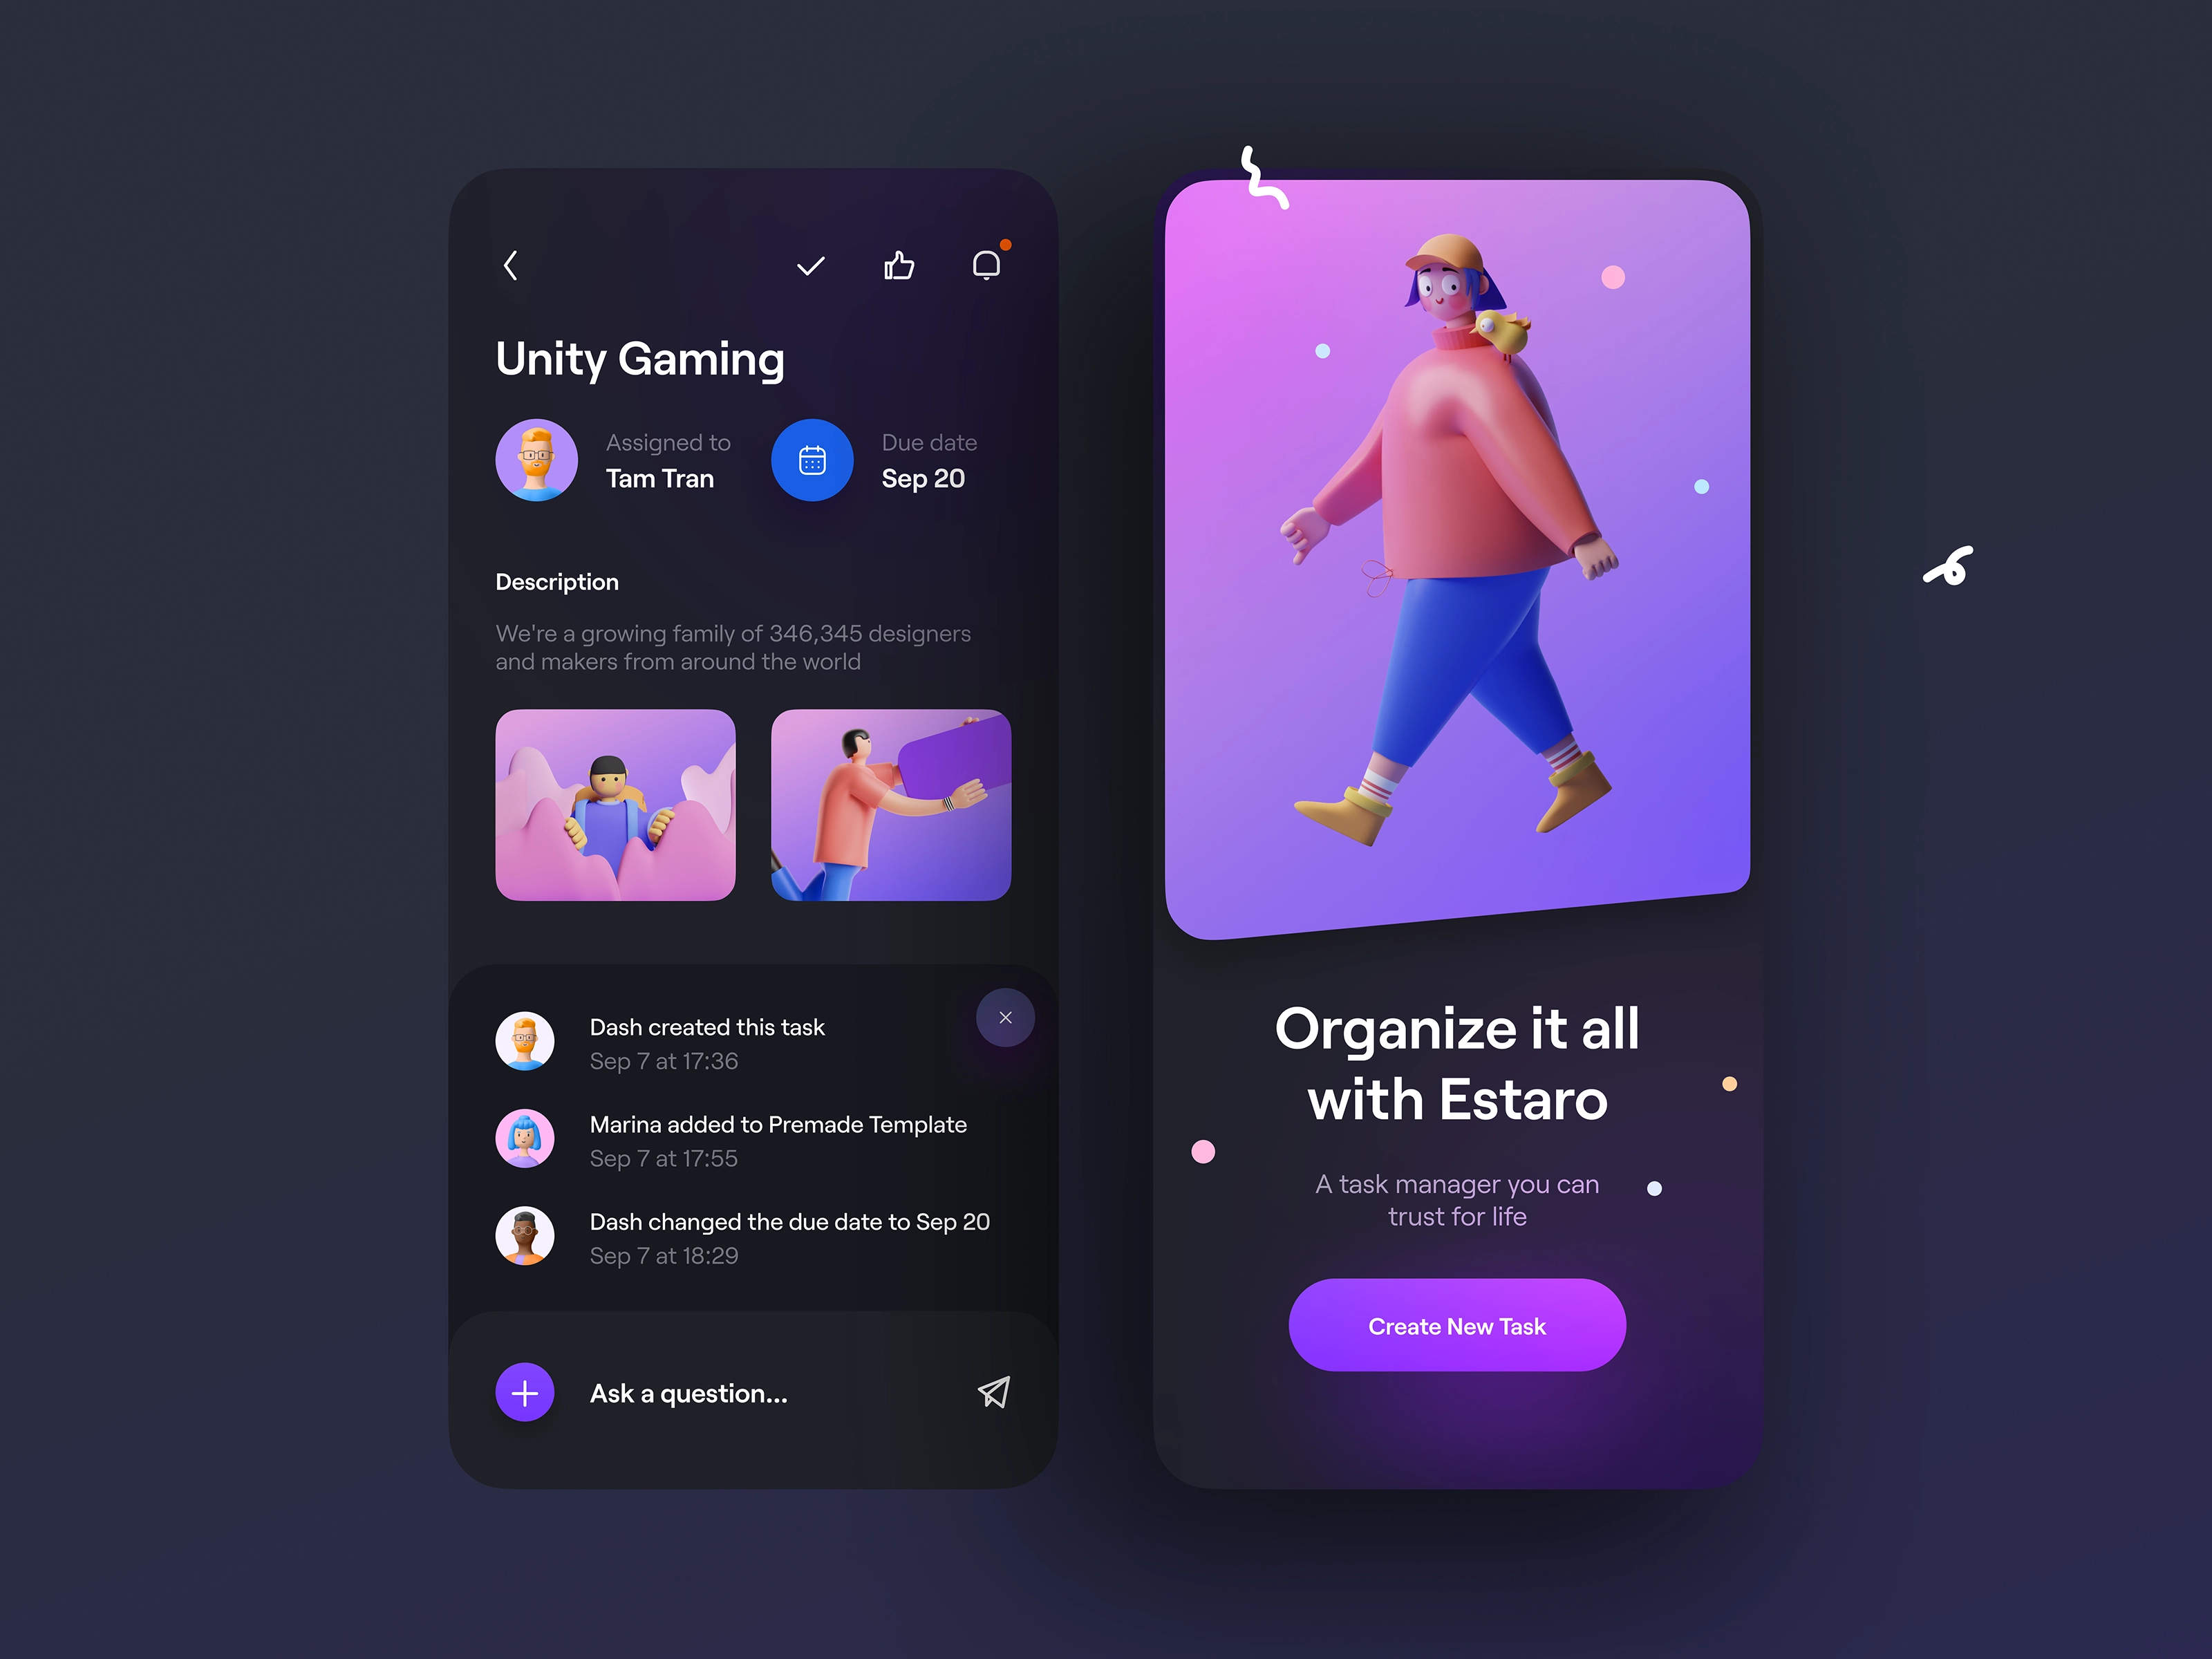 Unity Gaming
Assigned to
Tam Tran
Due date
Sep 20
Description
We're a growing family of 346,345 designers
and makers from around the world
Dash created this task
Sep 7 at 17:36
Marina added to Premade Template
Sep 7 at 17:55
Dash changed the due date to Sep 20
Sep 7 at 18:29
Ask a question...
Organize it all
with Estaro
A task manager you can
trust for life
Create New Task